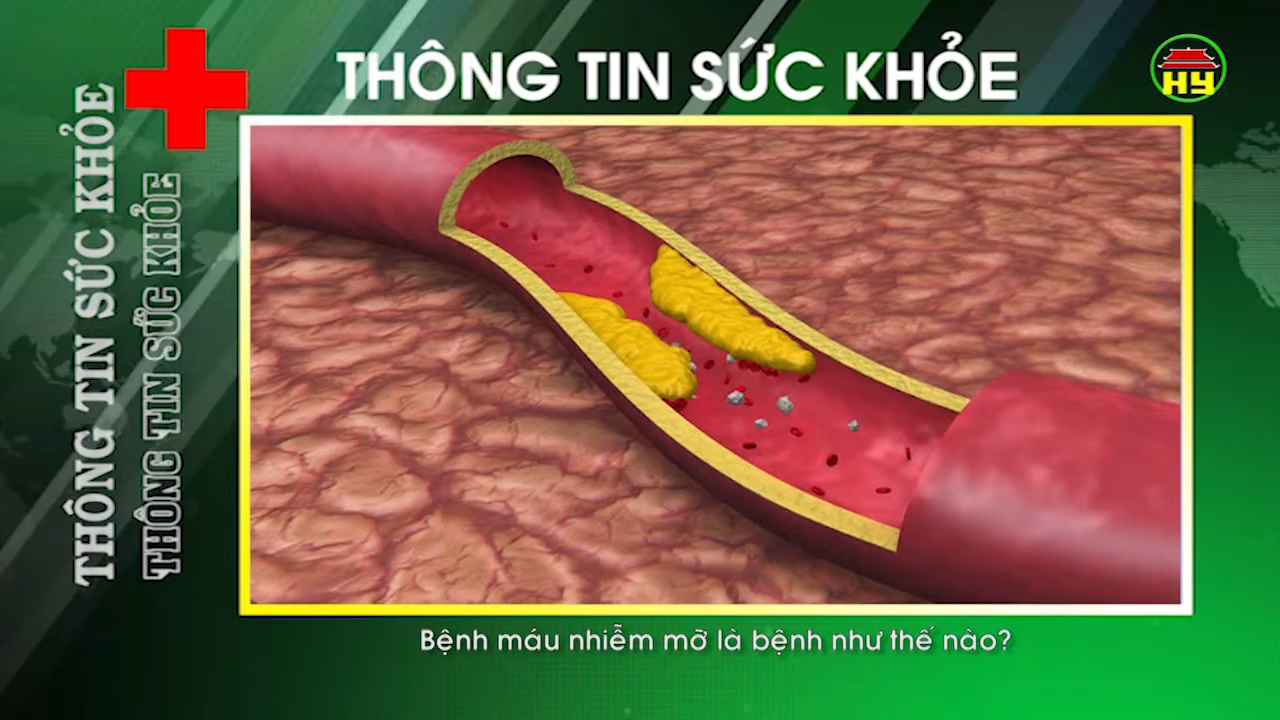 THÔNG TIN SỨC KHỎE
HY
THÔNG TIN SỨC KHỎE
THÔNG TIN SỨC KHỎE
Bệnh máu nhiễm mỡ là bệnh như thế nào?